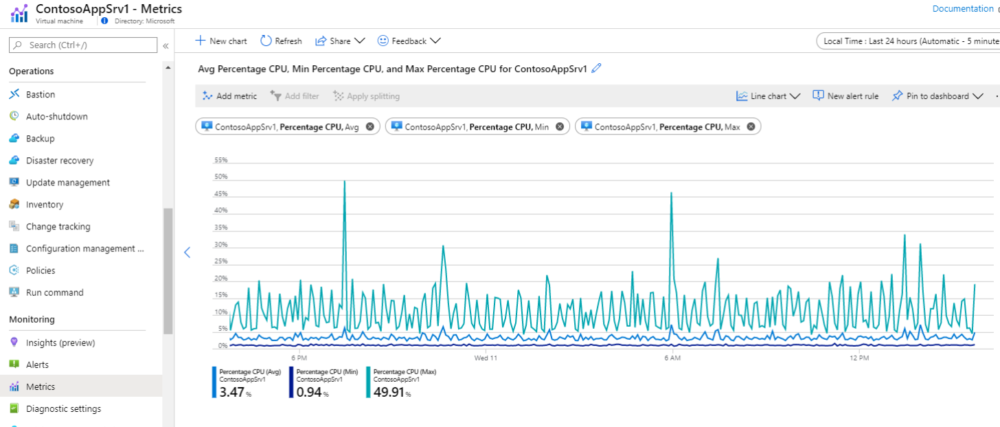 ContosoAppSrv1 - Metrics
Virtual machine
Directory: Microsoft
Documentation
Search (Ctrl+/)
«
Operations
Bastion
Auto-shutdown
Backup
Disaster recovery
Update management
Inventory
Change tracking
Configuration management ...
Policies
Run command
Monitoring
Insights (preview)
Alerts
Metrics
Diagnostic settings
New chart
Refresh
Share
Feedback
Local Time : Last 24 hours (Automatic - 5 minute
Avg Percentage CPU, Min Percentage CPU, and Max Percentage CPU for ContosoAppSrv1
Add metric
Add filter
Apply splitting
Line chart
New alert rule
Pin to dashboard
ContosoAppSrv1, Percentage CPU, Avg
ContosoAppSrv1, Percentage CPU, Min
ContosoAppSrv1, Percentage CPU, Max
55%
50%
45%
40%
35%
30%
25%
20%
15%
10%
5%
0%
6 PM
Wed 11
6 AM
12 PM
Percentage CPU (Avg)
ContosoAppSrv1
3.47 %
Percentage CPU (Min)
ContosoAppSrv1
0.94 %
Percentage CPU (Max)
ContosoAppSrv1
49.91 %